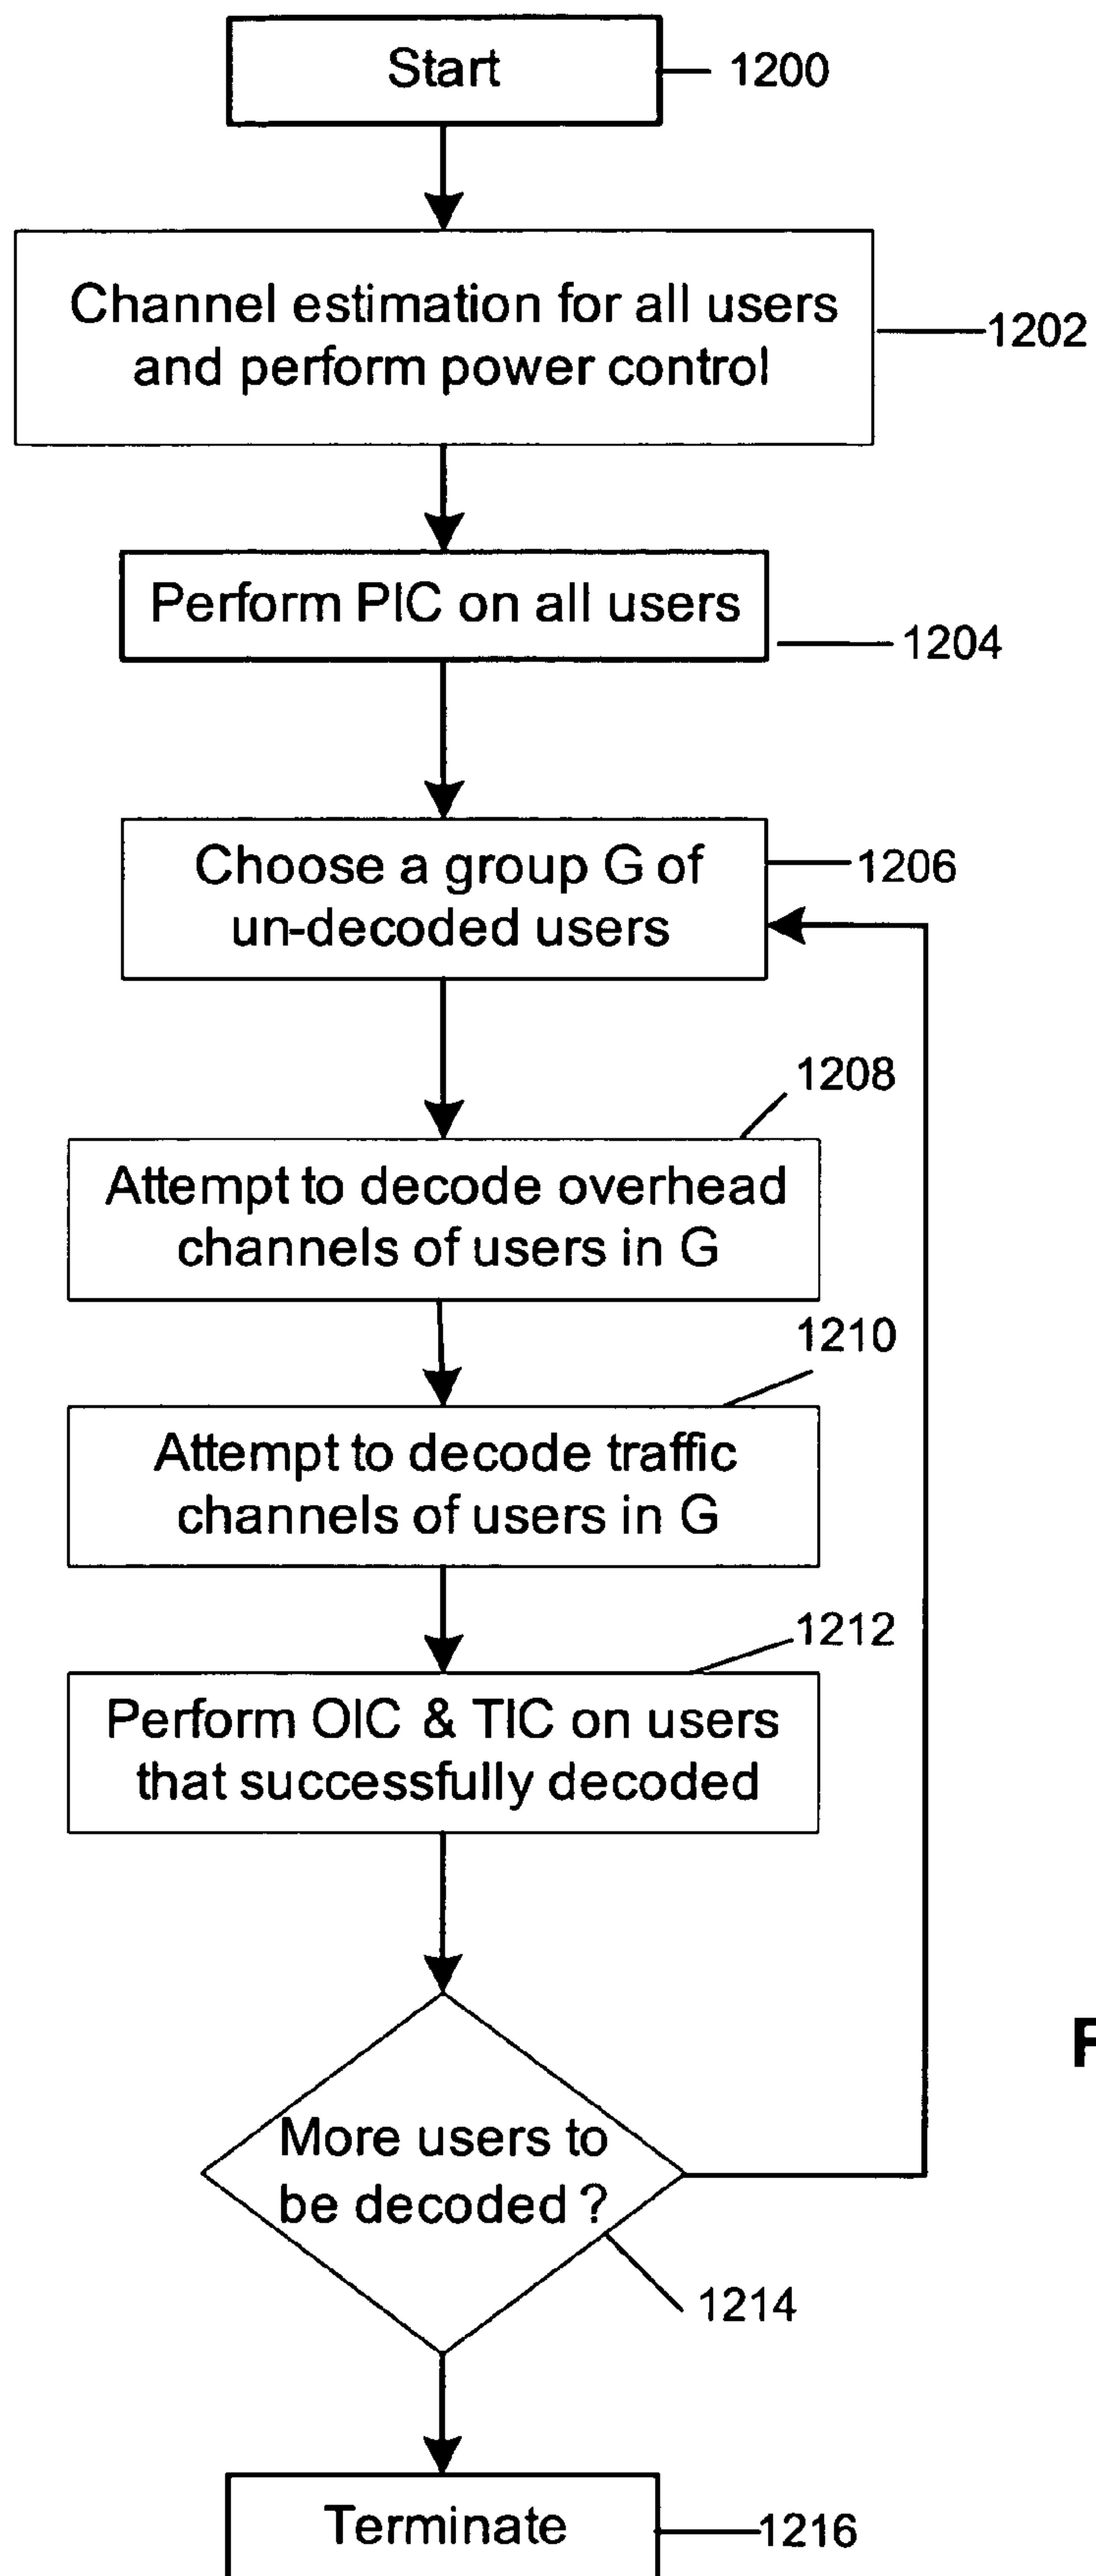 Start
1200
Channel estimation for all users
and perform power control
1202
Perform PIC on all users
1204
Choose a group G of
un-decoded users
1206
1208
Attempt to decode overhead
channels of users in G
1210
Attempt to decode traffic
channels of users in G
1212
Perform OIC & TIC on users
that successfully decoded
More users to
be decoded ?
1214
Terminate
1216